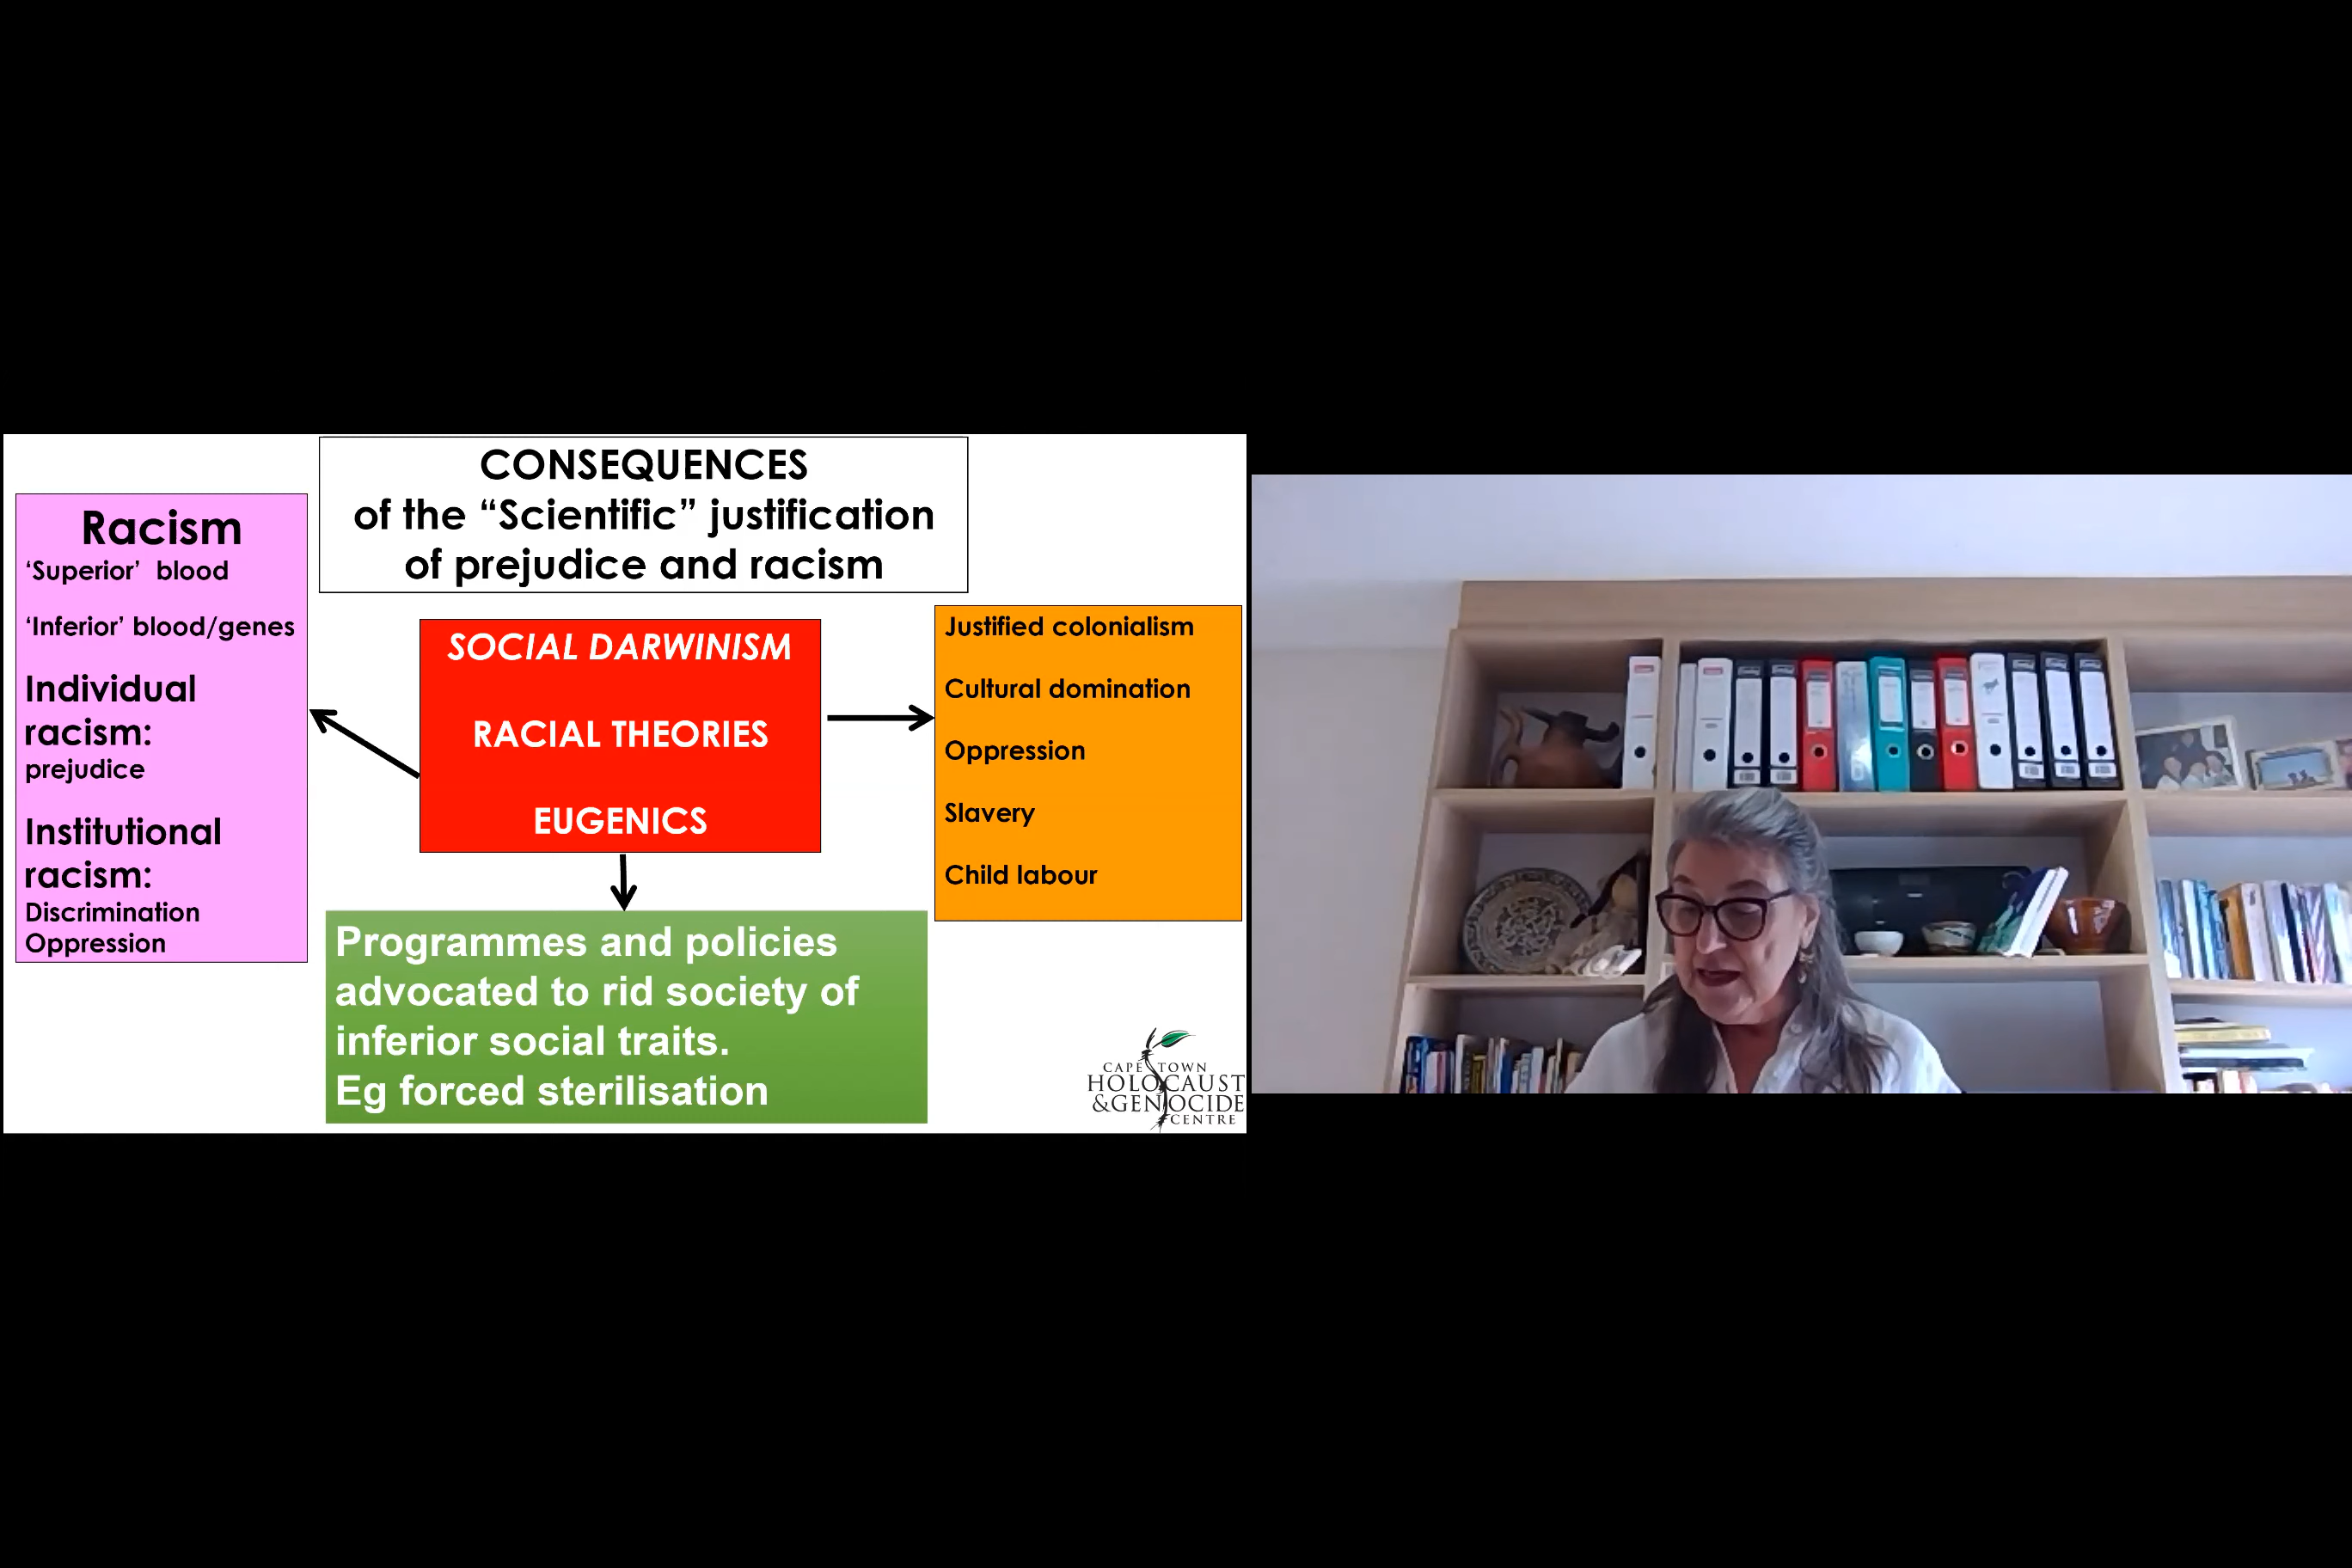 CONSEQUENCES
of the “Scientific” justification
of prejudice and racism
Racism
‘Superior’ blood
‘Inferior’ blood/genes
Individual
racism:
prejudice
Institutional
racism:
Discrimination
Oppression
SOCIAL DARWINISM
RACIAL THEORIES
EUGENICS
Justified colonialism
Cultural domination
Oppression
Slavery
Child labour
Programmes and policies
advocated to rid society of
inferior social traits.
Eg forced sterilisation
CAPE TOWN
HOLOCAUST
&GENOCIDE
CENTRE